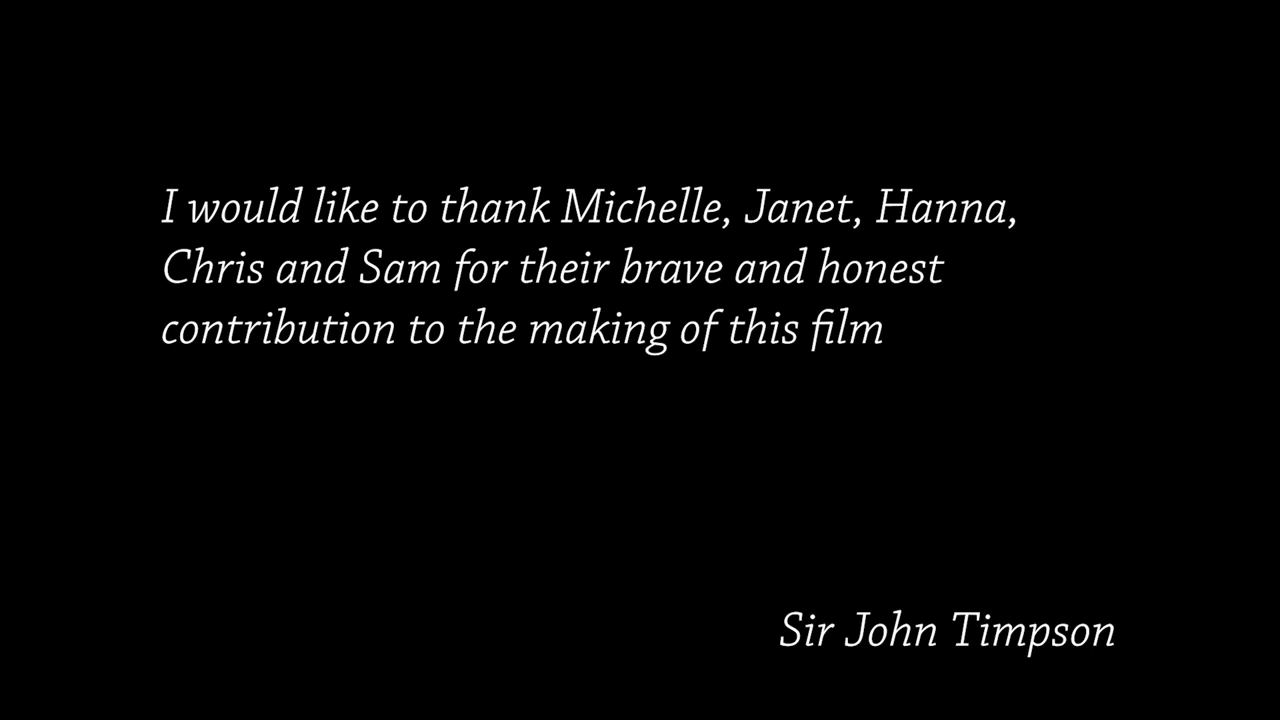 I would like to thank Michelle, Janet, Hanna,
Chris and Sam for their brave and honest
contribution to the making of this film
Sir John Timpson